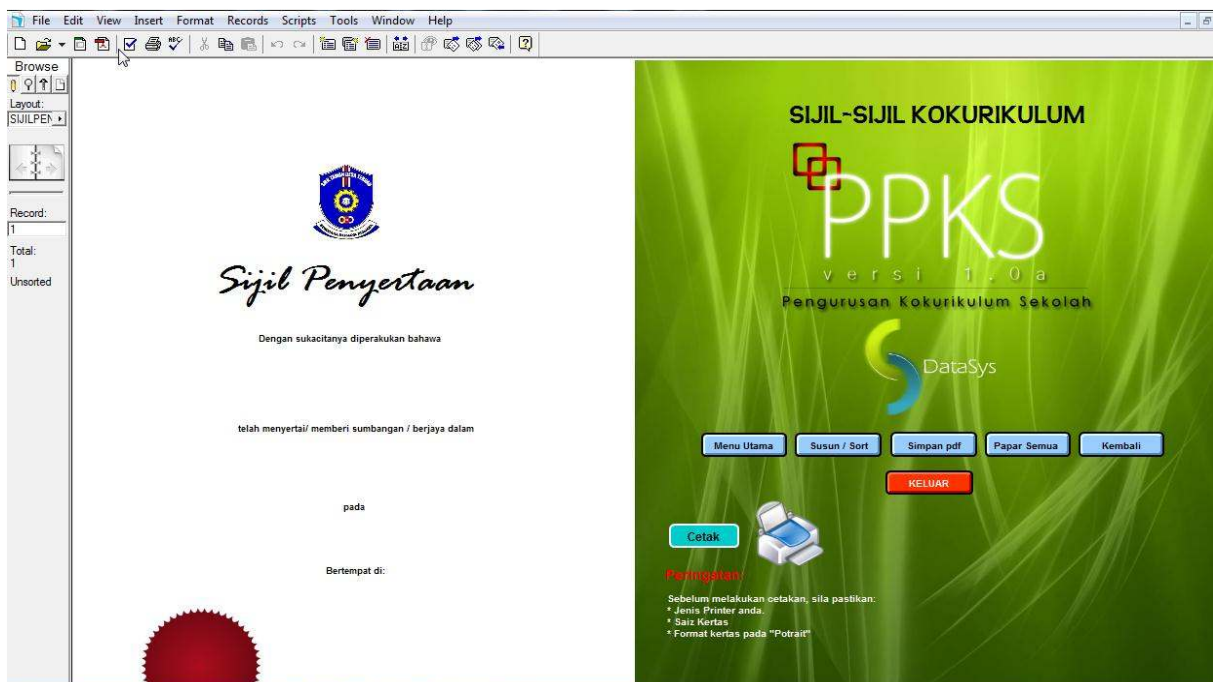 File Edit View Insert Format Records Scripts Tools Window Help
Browse
Layout:
SIJILPEN
Record:
1
Total:
1
Unsorted
Sijil Penyertaan
Dengan sukacitanya diperakukan bahawa
telah menyertai/ memberi sumbangan / berjaya dalam
pada
Bertempat di:
SIJIL~SIJIL KOKURIKULUM
PPKS
versi 1.0a
Pengurusan Kokurikulum Sekolah
DataSys
Menu Utama
Susun / Sort
Simpan pdf
Papar Semua
Kembali
KELUAR
Cetak
Peringatan:
Sebelum melakukan cetakan, sila pastikan:
* Jenis Printer anda.
* Saiz Kertas
* Format kertas pada "Potrait"